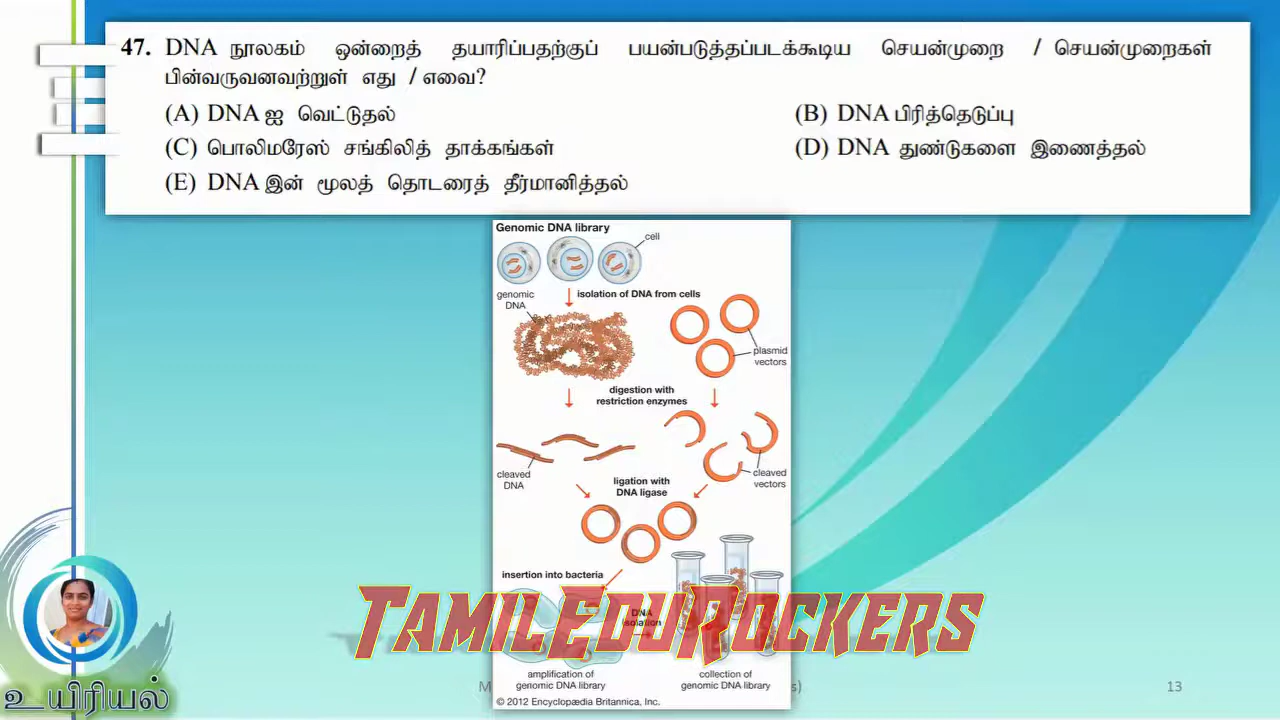 47. DNA நூலகம் ஒன்றைத் தயாரிப்பதற்குப் பயன்படுத்தப்படக்கூடிய செயன்முறை / செயன்முறைகள்
பின்வருவனவற்றுள் எது / எவை?
(A) DNA ஐ வெட்டுதல் (B) DNA பிரித்தெடுப்பு
(C) பொலிமரேஸ் சங்கிலித் தாக்கங்கள் (D) DNA துண்டுகளை இணைத்தல்
(E) DNA இன் மூலத் தொடரைத் தீர்மானித்தல்
Genomic DNA library
cell
genomic
DNA
isolation of DNA from cells
plasmid
vectors
digestion with
restriction enzymes
cleaved
DNA
cleaved
vectors
ligation with
DNA ligase
insertion into bacteria
DNA
isolation
TamilEduRockers
amplification of
genomic DNA library
collection of
genomic DNA library
© 2012 Encyclopædia Britannica, Inc.
உயிரியல்
13